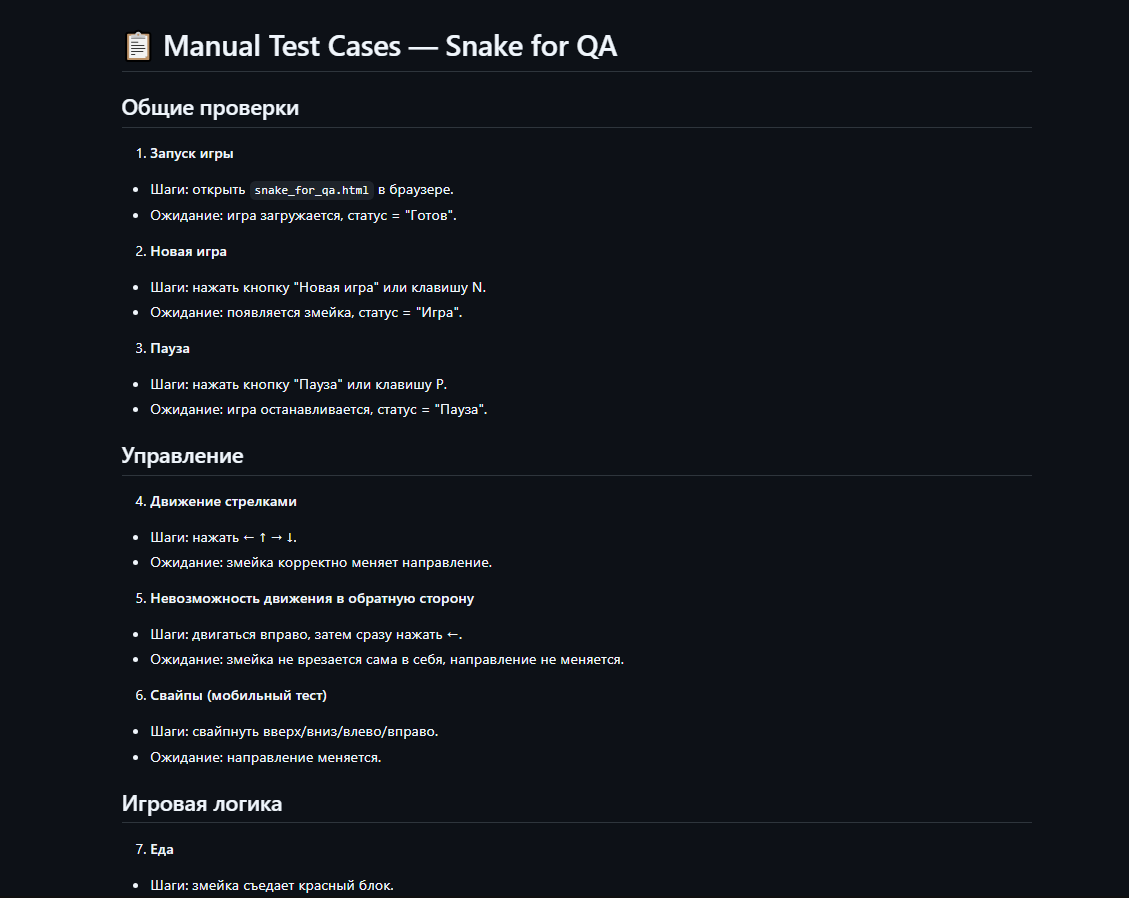 📋 Manual Test Cases — Snake for QA
Общие проверки
1. Запуск игры
• Шаги: открыть snake_for_qa.html в браузере.
• Ожидание: игра загружается, статус = "Готов".
2. Новая игра
• Шаги: нажать кнопку "Новая игра" или клавишу N.
• Ожидание: появляется змейка, статус = "Игра".
3. Пауза
• Шаги: нажать кнопку "Пауза" или клавишу P.
• Ожидание: игра останавливается, статус = "Пауза".
Управление
4. Движение стрелками
• Шаги: нажать ← ↑ → ↓.
• Ожидание: змейка корректно меняет направление.
5. Невозможность движения в обратную сторону
• Шаги: двигаться вправо, затем сразу нажать ←.
• Ожидание: змейка не врезается сама в себя, направление не меняется.
6. Свайпы (мобильный тест)
• Шаги: свайпнуть вверх/вниз/влево/вправо.
• Ожидание: направление меняется.
Игровая логика
7. Еда
• Шаги: змейка съедает красный блок.